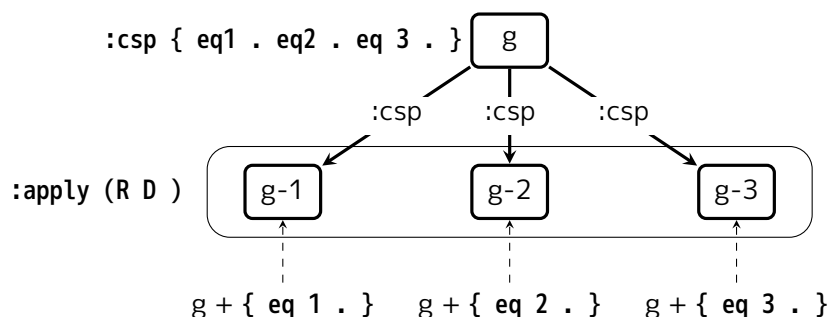 :csp { eq1 . eq2 . eq 3 . } g
:csp :csp :csp
:apply (R D ) g-1 g-2 g-3
g + { eq 1 . } g + { eq 2 . } g + { eq 3 . }